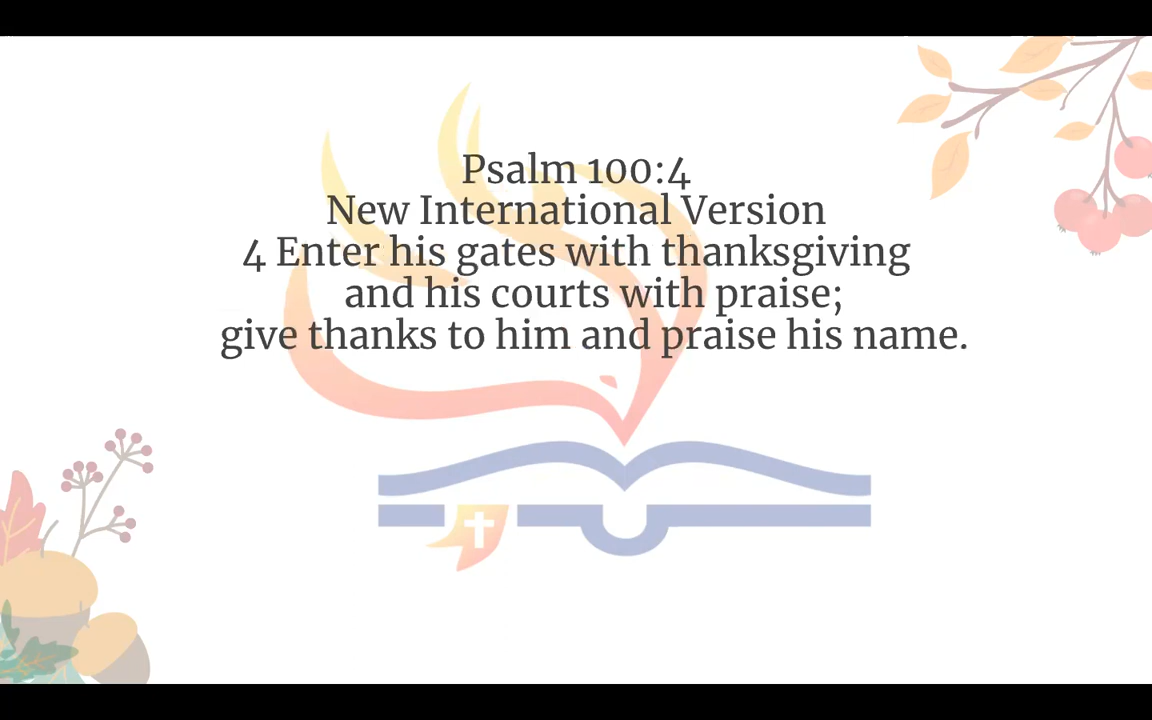 Psalm 100:4
New International Version
4 Enter his gates with thanksgiving
and his courts with praise;
give thanks to him and praise his name.